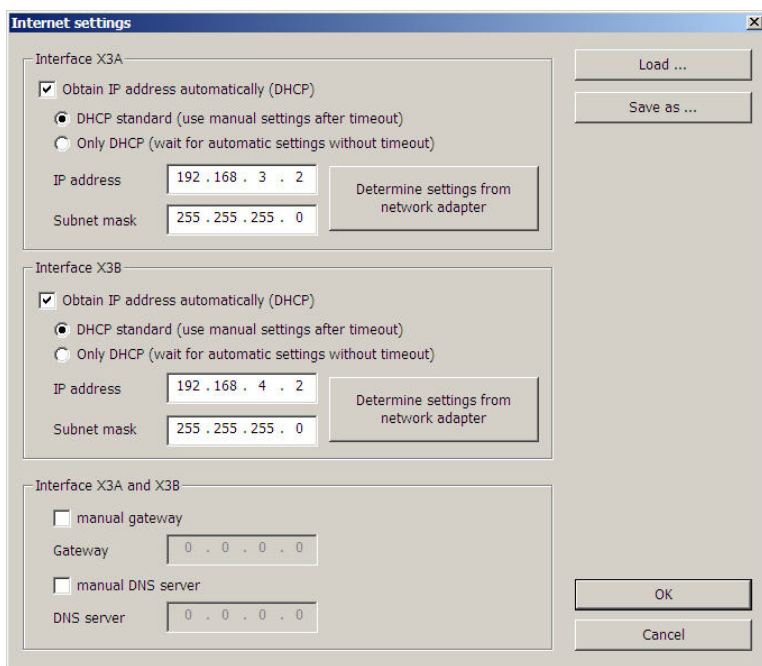 Internet settings
Interface X3A
Obtain IP address automatically (DHCP)
DHCP standard (use manual settings after timeout)
Only DHCP (wait for automatic settings without timeout)
IP address 192 . 168 . 3 . 2
Subnet mask 255 . 255 . 255 . 0
Determine settings from
network adapter
Interface X3B
Obtain IP address automatically (DHCP)
DHCP standard (use manual settings after timeout)
Only DHCP (wait for automatic settings without timeout)
IP address 192 . 168 . 4 . 2
Subnet mask 255 . 255 . 255 . 0
Determine settings from
network adapter
Interface X3A and X3B
manual gateway
Gateway 0 . 0 . 0 . 0
manual DNS server
DNS server 0 . 0 . 0 . 0
Load ...
Save as ...
OK
Cancel